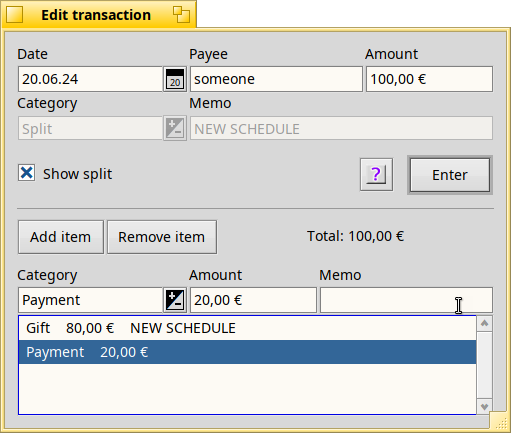 Edit transaction
Date Payee Amount
20.06.24 20 someone 100,00 €
Category Memo
Split NEW SCHEDULE
Show split ? Enter
Add item Remove item Total: 100,00 €
Category Amount Memo
Payment 20,00 €
Gift 80,00 € NEW SCHEDULE
Payment 20,00 €